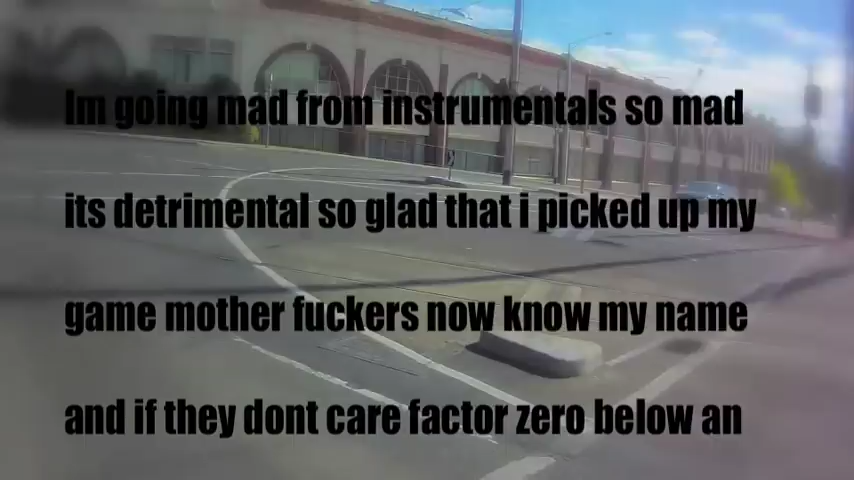 Im going mad from instrumentals so mad
its detrimental so glad that i picked up my
game mother fuckers now know my name
and if they dont care factor zero below an